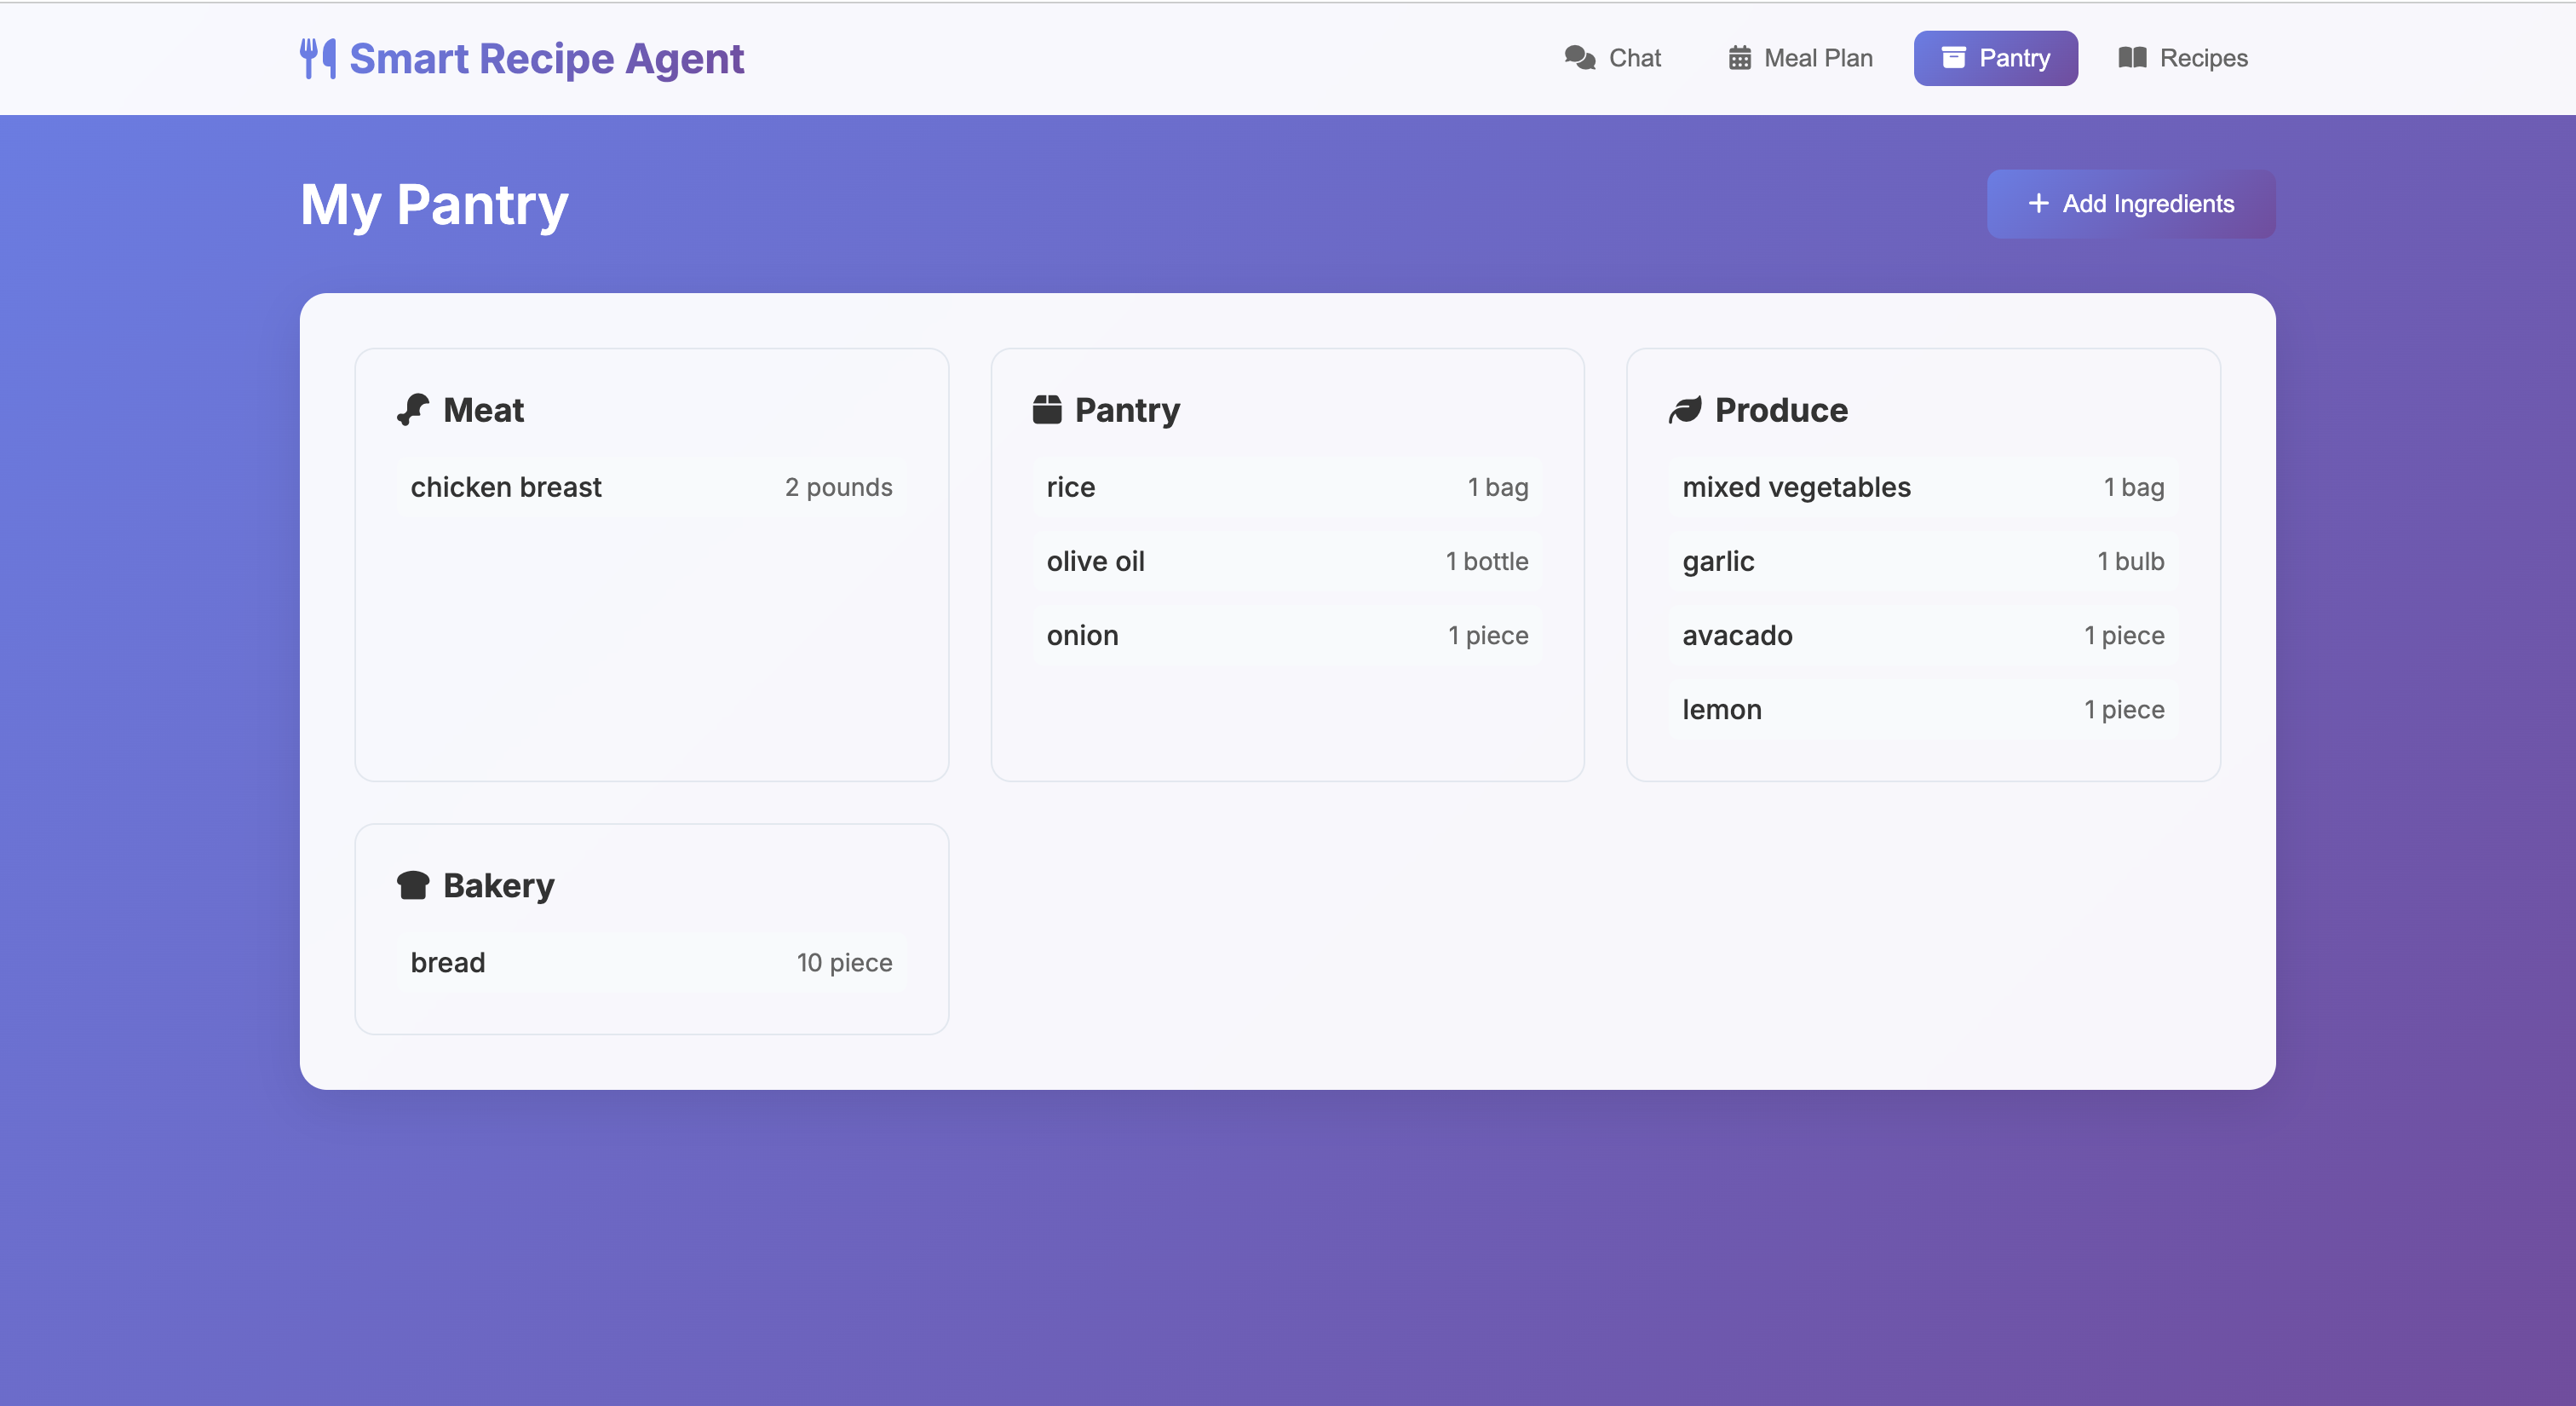 Smart Recipe Agent
Chat
Meal Plan
Pantry
Recipes
My Pantry
+ Add Ingredients
Meat
chicken breast 2 pounds
Pantry
rice 1 bag
olive oil 1 bottle
onion 1 piece
Produce
mixed vegetables 1 bag
garlic 1 bulb
avacado 1 piece
lemon 1 piece
Bakery
bread 10 piece